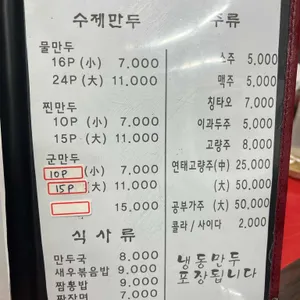 수제만두
물만두
16P (小) 7.000
24P (大) 11.000
찐만두
10P (小) 7.000
15P (大) 11.000
군만두
10P (小) 7.000
15P (大) 11.000
15.000
식사류
만두국 8.000
새우볶음밥 9.000
짬뽕밥 9.000
짜장면 7.000
주류
소주 5.000
맥주 5.000
칭타오 7.000
이과두주 5.000
고량주 8.000
연태고량주(中) 25.000
(大) 50.000
공부가주 (大) 50.000
콜라 / 사이다 2.000
냉동만두
포장됩니다